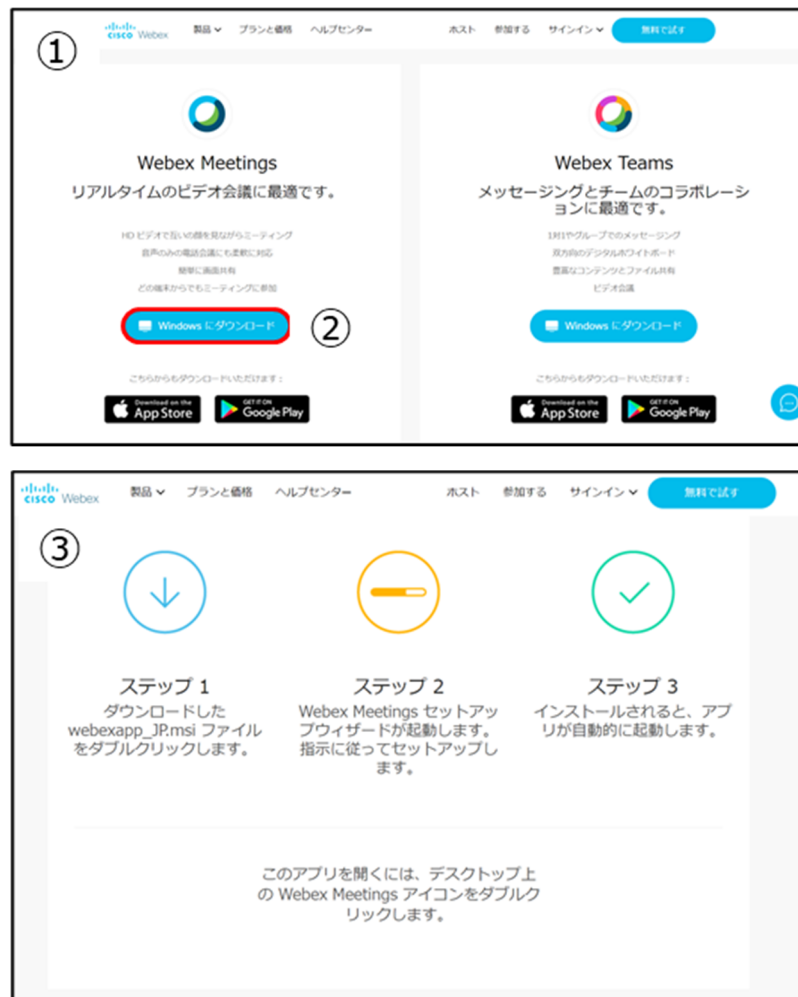 ①
CISCO Webex 製品 プランと価格 ヘルプセンター ホスト 参加する サインイン 無料で試す
Webex Meetings
リアルタイムのビデオ会議に最適です。
HD ビデオで互いの顔を見ながらミーティング
音声のみの電話会議にも柔軟に対応
簡単に画面共有
どの端末からでもミーティングに参加
Windows にダウンロード
②
こちらからもダウンロードいただけます：
Download on the
App Store
GET IT ON
Google Play
Webex Teams
メッセージングとチームのコラボレーシ
ョンに最適です。
1対1やグループでのメッセージング
双方向のデジタルホワイトボード
豊富なコンテンツとファイル共有
ビデオ会議
Windows にダウンロード
こちらからもダウンロードいただけます：
Download on the
App Store
GET IT ON
Google Play
CISCO Webex 製品 プランと価格 ヘルプセンター ホスト 参加する サインイン 無料で試す
③
ステップ 1
ダウンロードした
webexapp_JP.msi ファイル
をダブルクリックします。
ステップ 2
Webex Meetings セットアッ
プウィザードが起動します。
指示に従ってセットアップし
ます。
ステップ 3
インストールされると、アプ
リが自動的に起動します。
このアプリを開くには、デスクトップ上
の Webex Meetings アイコンをダブルク
リックします。